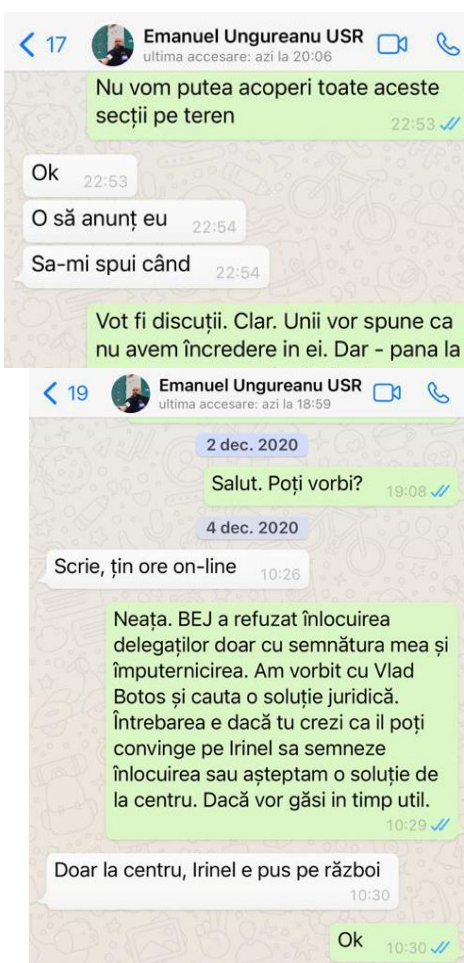 17
Emanuel Ungureanu USR
ultima accesare: azi la 20:06
Nu vom putea acoperi toate aceste
secții pe teren
22:53
Ok 22:53
O să anunț eu 22:54
Sa-mi spui când 22:54
Vot fi discuții. Clar. Unii vor spune ca
nu avem încredere in ei. Dar - pana la
19
Emanuel Ungureanu USR
ultima accesare: azi la 18:59
2 dec. 2020
Salut. Poți vorbi? 19:08
4 dec. 2020
Scrie, țin ore on-line 10:26
Neața. BEJ a refuzat înlocuirea
delegaților doar cu semnătura mea și
împuternicirea. Am vorbit cu Vlad
Botos și cauta o soluție juridică.
Întrebarea e dacă tu crezi ca il poți
convinge pe Irinel sa semneze
înlocuirea sau așteptam o soluție de
la centru. Dacă vor găsi in timp util.
10:29
Doar la centru, Irinel e pus pe război
10:30
Ok 10:30